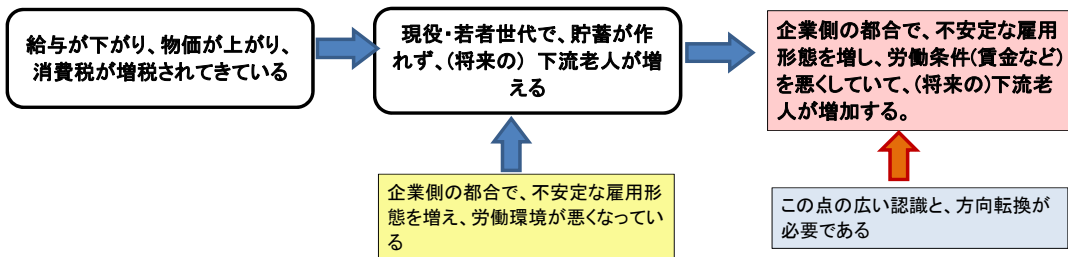 給与が下がり、物価が上がり、
消費税が増税されてきている
現役・若者世代で、貯蓄が作
れず、(将来の) 下流老人が増
える
企業側の都合で、不安定な雇用
形態を増し、労働条件(賃金など)
を悪くしていて、(将来の)下流老
人が増加する。
企業側の都合で、不安定な雇用形
態を増え、労働環境が悪くなってい
る
この点の広い認識と、方向転換が
必要である